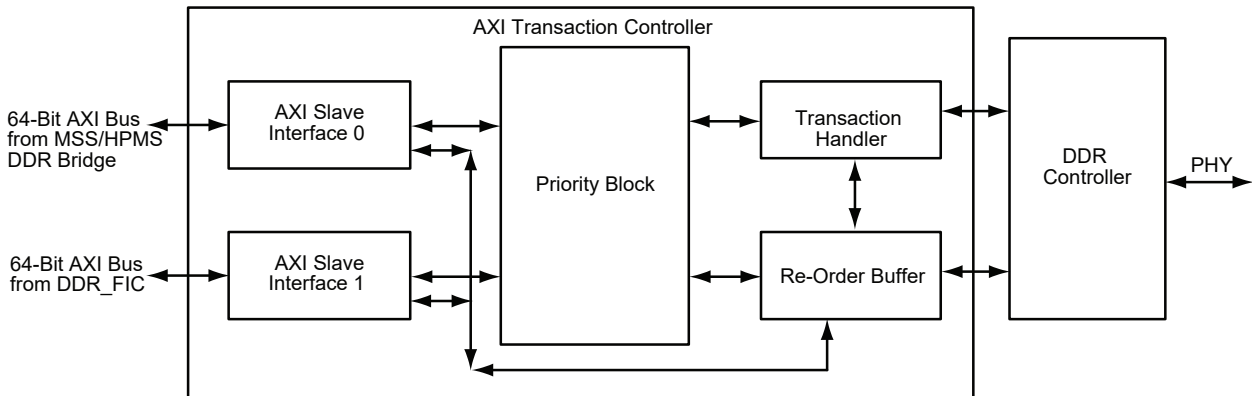 AXI Transaction Controller
64-Bit AXI Bus
from MSS/HPMS
DDR Bridge
AXI Slave
Interface 0
Priority Block
Transaction
Handler
DDR
Controller
PHY
64-Bit AXI Bus
from DDR_FIC
AXI Slave
Interface 1
Re-Order Buffer